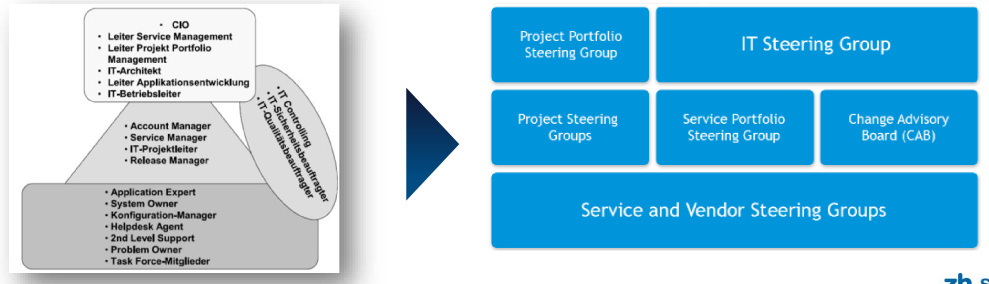 • CIO
• Leiter Service Management
• Leiter Projekt Portfolio
Management
• IT-Architekt
• Leiter Applikationsentwicklung
• IT-Betriebsleiter
• IT Controlling
• IT-Sicherheitsbeauftragter
• IT-Qualitätsbeauftragter
• Account Manager
• Service Manager
• IT-Projektleiter
• Release Manager
• Application Expert
• System Owner
• Konfiguration-Manager
• Helpdesk Agent
• 2nd Level Support
• Problem Owner
• Task Force-Mitglieder
Project Portfolio
Steering Group
IT Steering Group
Project Steering
Groups
Service Portfolio
Steering Group
Change Advisory
Board (CAB)
Service and Vendor Steering Groups